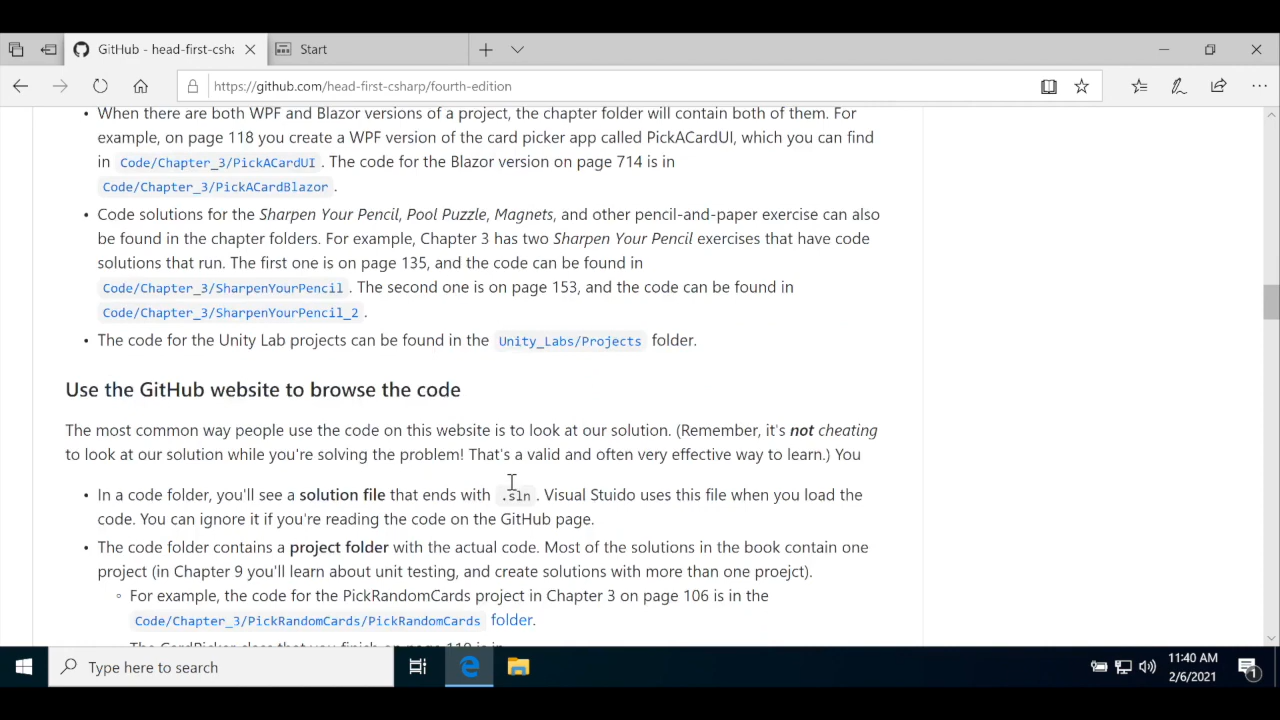 GitHub - head-first-csha
Start
https://github.com/head-first-csharp/fourth-edition
When there are both WPF and Blazor versions of a project, the chapter folder will contain both of them. For
example, on page 118 you create a WPF version of the card picker app called PickACardUI, which you can find
in Code/Chapter_3/PickACardUI . The code for the Blazor version on page 714 is in
Code/Chapter_3/PickACardBlazor .
Code solutions for the Sharpen Your Pencil, Pool Puzzle, Magnets, and other pencil-and-paper exercise can also
be found in the chapter folders. For example, Chapter 3 has two Sharpen Your Pencil exercises that have code
solutions that run. The first one is on page 135, and the code can be found in
Code/Chapter_3/SharpenYourPencil . The second one is on page 153, and the code can be found in
Code/Chapter_3/SharpenYourPencil_2 .
The code for the Unity Lab projects can be found in the Unity_Labs/Projects folder.
Use the GitHub website to browse the code
The most common way people use the code on this website is to look at our solution. (Remember, it's not cheating
to look at our solution while you're solving the problem! That's a valid and often very effective way to learn.) You
In a code folder, you'll see a solution file that ends with .sln . Visual Stuido uses this file when you load the
code. You can ignore it if you're reading the code on the GitHub page.
The code folder contains a project folder with the actual code. Most of the solutions in the book contain one
project (in Chapter 9 you'll learn about unit testing, and create solutions with more than one proejct).
For example, the code for the PickRandomCards project in Chapter 3 on page 106 is in the
Code/Chapter_3/PickRandomCards/PickRandomCards folder.
The CardPicker class that you finish on page 110 is in
Type here to search
11:40 AM
2/6/2021
1